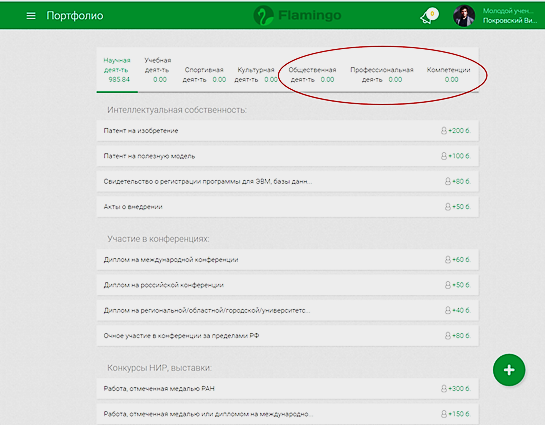 Портфолио
Flamingo
0
Молодой учен...
Покровский Ви...
Научная деят-ть 985.84
Учебная деят-ть 0.00
Спортивная деят-ть 0.00
Культурная деят-ть 0.00
Общественная деят-ть 0.00
Профессиональная деят-ть 0.00
Компетенции 0.00
Интеллектуальная собственность:
Патент на изобретение +200 б.
Патент на полезную модель +100 б.
Свидетельство о регистрации программы для ЭВМ, базы данн... +80 б.
Акты о внедрении +50 б.
Участие в конференциях:
Диплом на международной конференции +60 б.
Диплом на российской конференции +50 б.
Диплом на региональной/областной/городской/университетс... +40 б.
Очное участие в конференции за пределами РФ +80 б.
Конкурсы НИР, выставки:
Работа, отмеченная медалью РАН +300 б.
Работа, отмеченная медалью или дипломом на международно... +150 б.